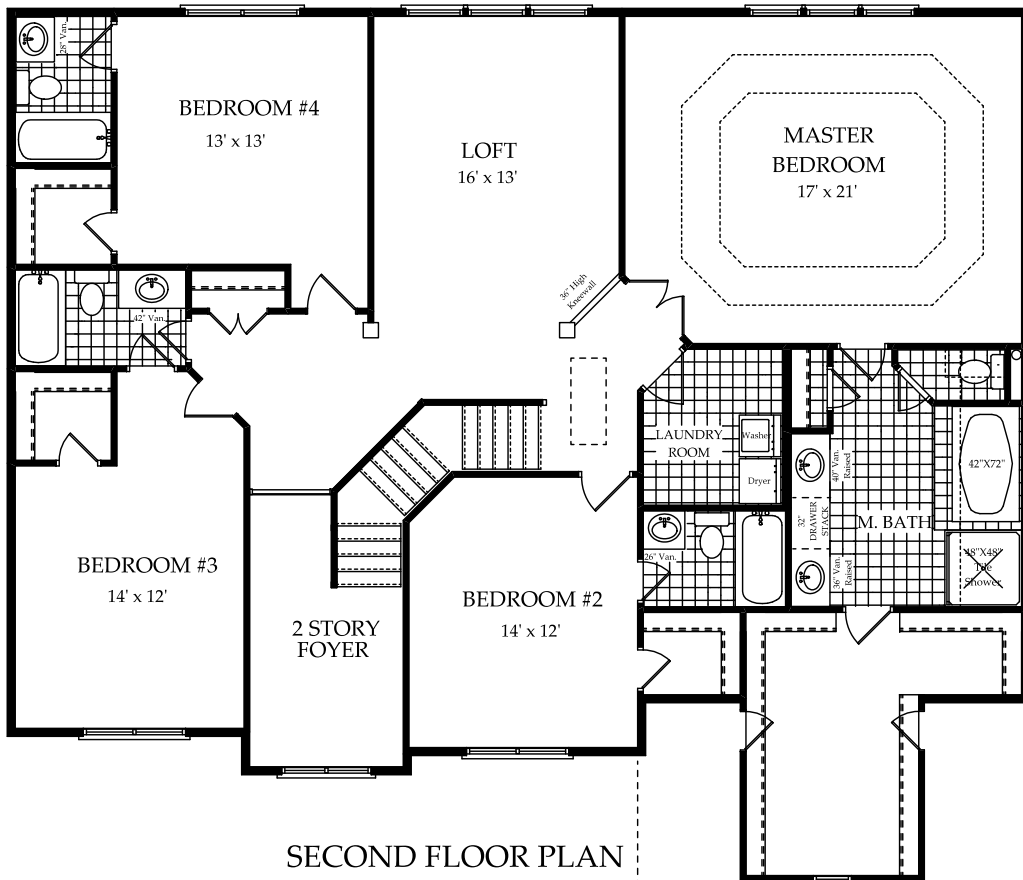 28" Van.
BEDROOM #4
13' x 13'
LOFT
16' x 13'
MASTER
BEDROOM
17' x 21'
36" High
Kneewall
42" Van.
LAUNDRY
ROOM
Washer
Dryer
40" Van.
Raised
42"X72"
32"
DRAWER
STACK
M. BATH
26" Van.
36" Van.
Raised
48"X48"
Tile
Shower
BEDROOM #3
14' x 12'
BEDROOM #2
14' x 12'
2 STORY
FOYER
SECOND FLOOR PLAN